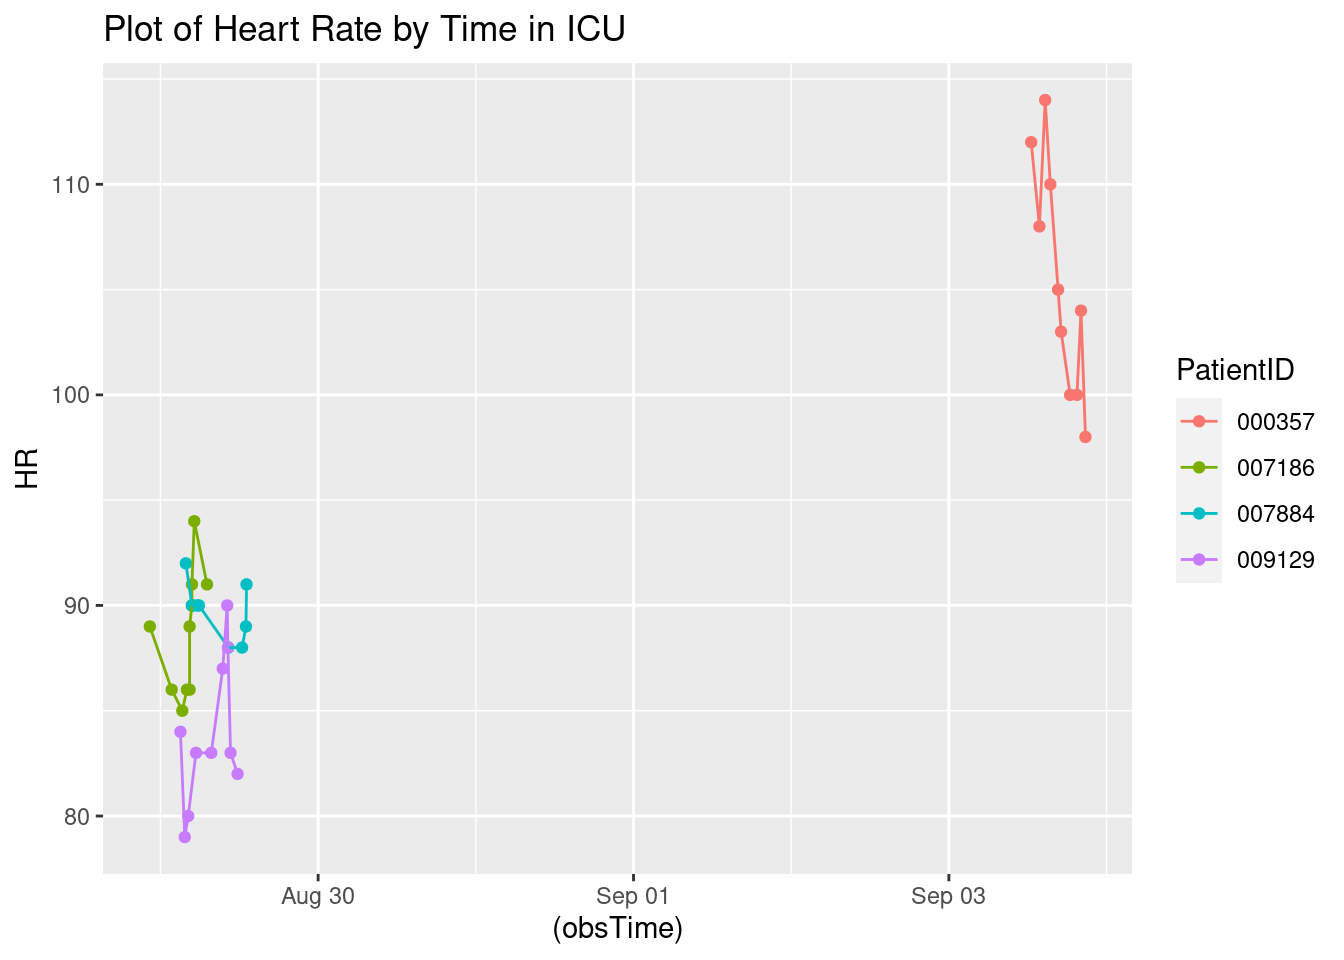 Plot of Heart Rate by Time in ICU
HR
110
100
90
80
Aug 30
Sep 01
Sep 03
(obsTime)
PatientID
000357
007186
007884
009129